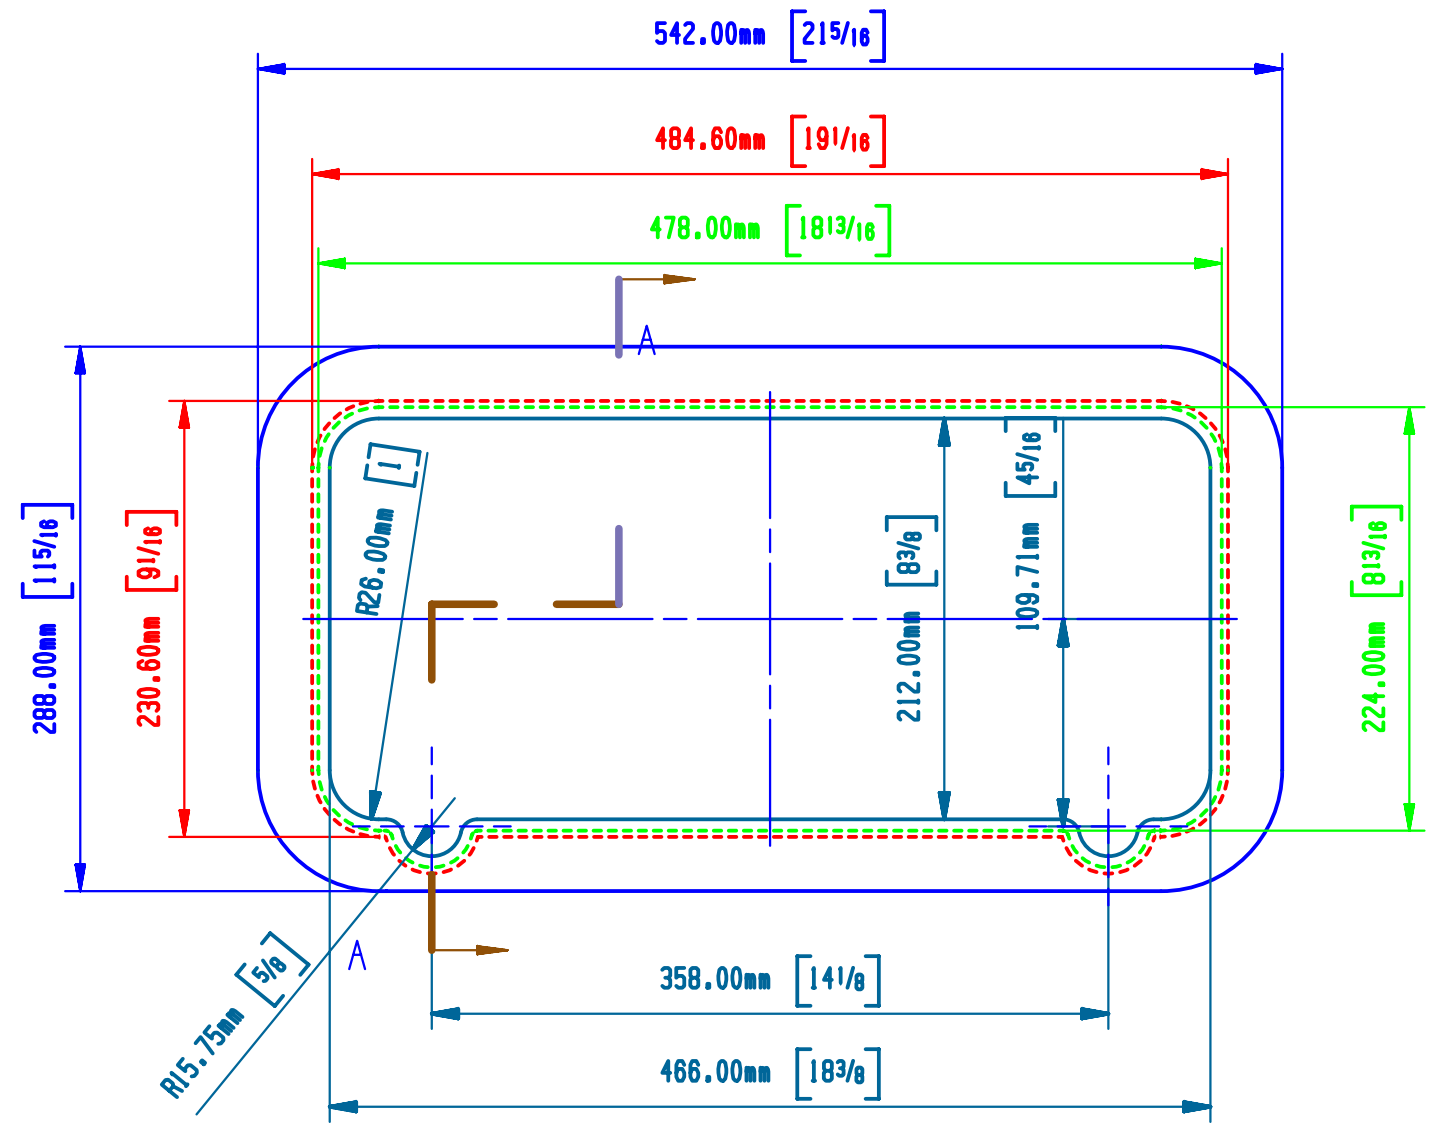 542.00mm [21 5/16]
484.60mm [19 1/16]
478.00mm [18 13/16]
A
R26.00mm [1]
109.71mm [4 5/16]
212.00mm [8 3/8]
288.00mm [11 5/16]
230.60mm [9 1/16]
224.00mm [8 13/16]
A
R15.75mm [5/8]
358.00mm [14 1/8]
466.00mm [18 3/8]